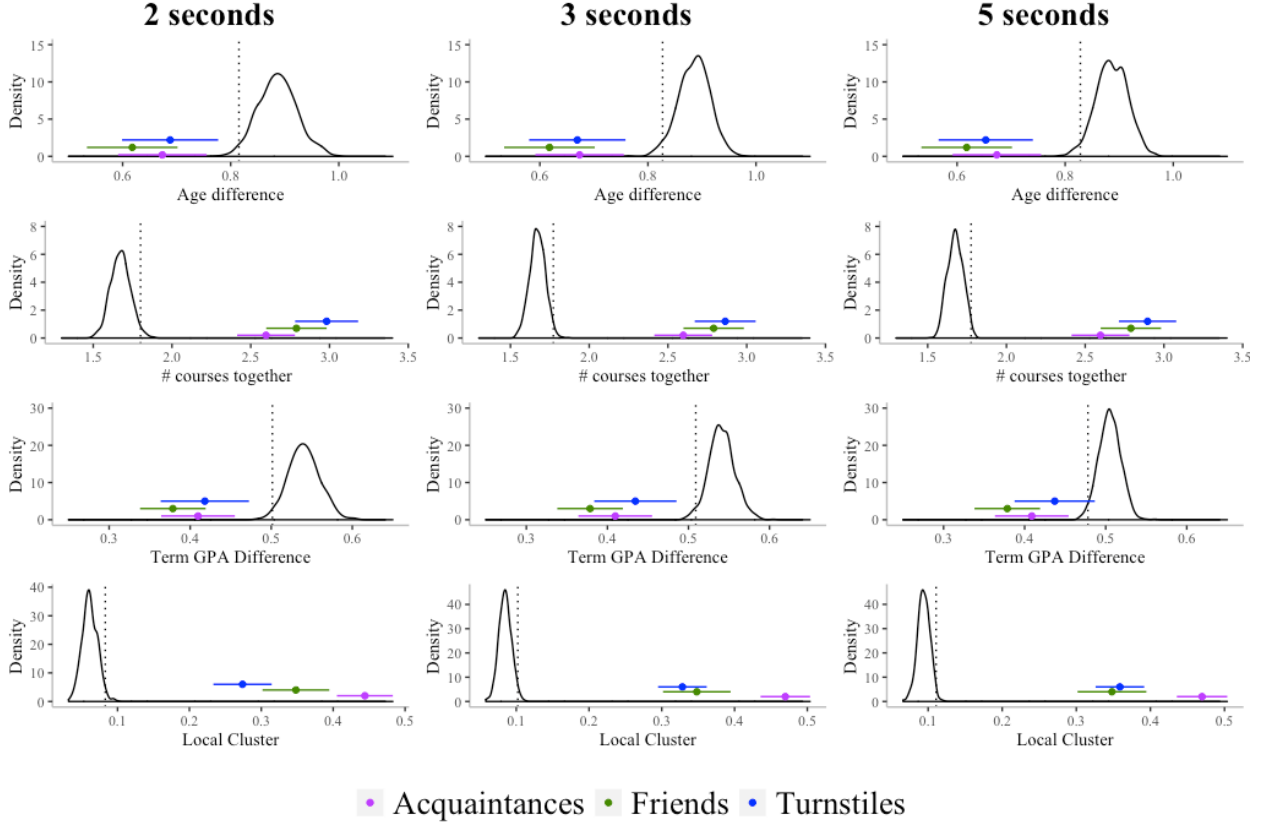 2 seconds 3 seconds 5 seconds
Density 15 10 5 0 Density 15 10 5 0 Density 15 10 5 0
0.6 0.8 1.0 0.6 0.8 1.0 0.6 0.8 1.0
Age difference Age difference Age difference
Density 8 6 4 2 0 Density 8 6 4 2 0 Density 8 6 4 2 0
1.5 2.0 2.5 3.0 3.5 1.5 2.0 2.5 3.0 3.5 1.5 2.0 2.5 3.0 3.5
# courses together # courses together # courses together
Density 30 20 10 0 Density 30 20 10 0 Density 30 20 10 0
0.3 0.4 0.5 0.6 0.3 0.4 0.5 0.6 0.3 0.4 0.5 0.6
Term GPA Difference Term GPA Difference Term GPA Difference
Density 40 30 20 10 0 Density 40 30 20 10 0 Density 40 30 20 10 0
0.1 0.2 0.3 0.4 0.5 0.1 0.2 0.3 0.4 0.5 0.1 0.2 0.3 0.4 0.5
Local Cluster Local Cluster Local Cluster
Acquaintances Friends Turnstiles